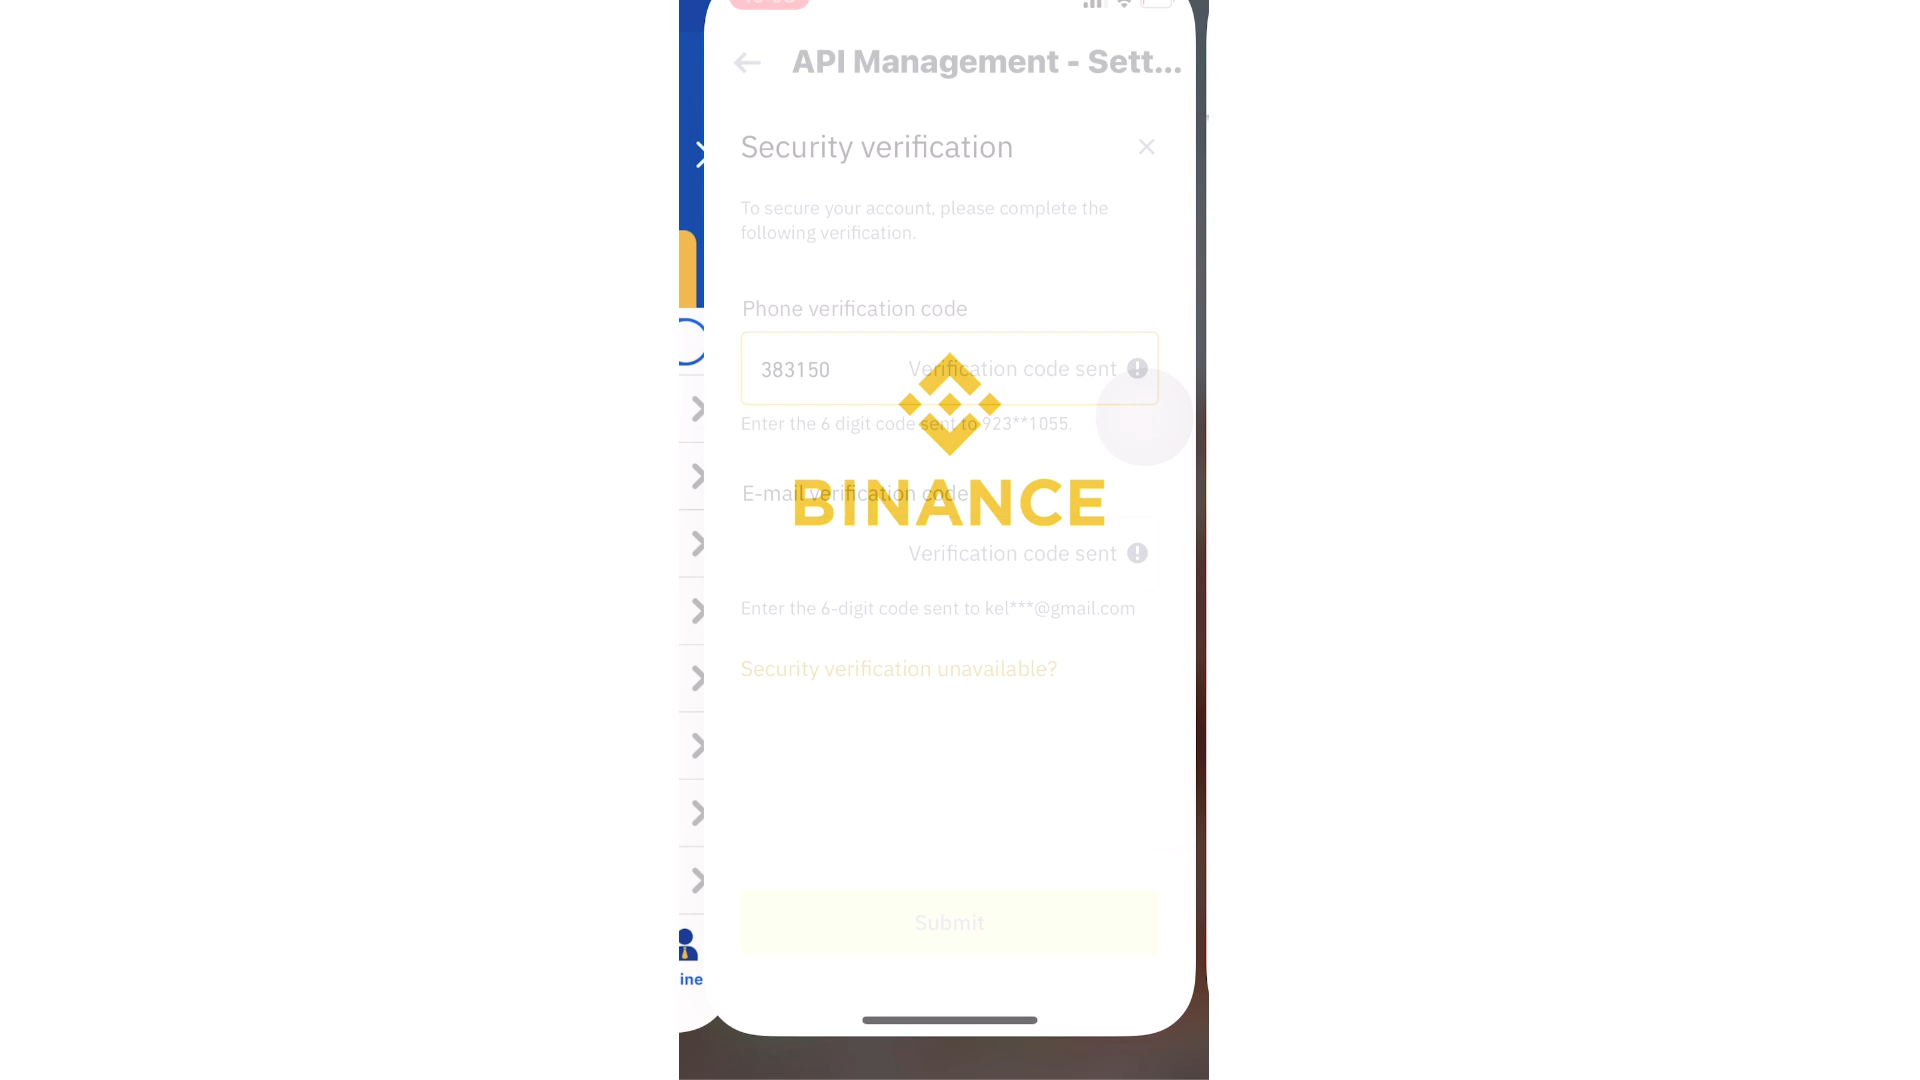 API Management - Sett...
Security verification
To secure your account, please complete the
following verification.
Phone verification code
383150
Verification code sent
Enter the 6 digit code sent to 923**1055.
BINANCE
E-mail verification code
Verification code sent
Enter the 6-digit code sent to kel***@gmail.com
Security verification unavailable?
Submit
ine